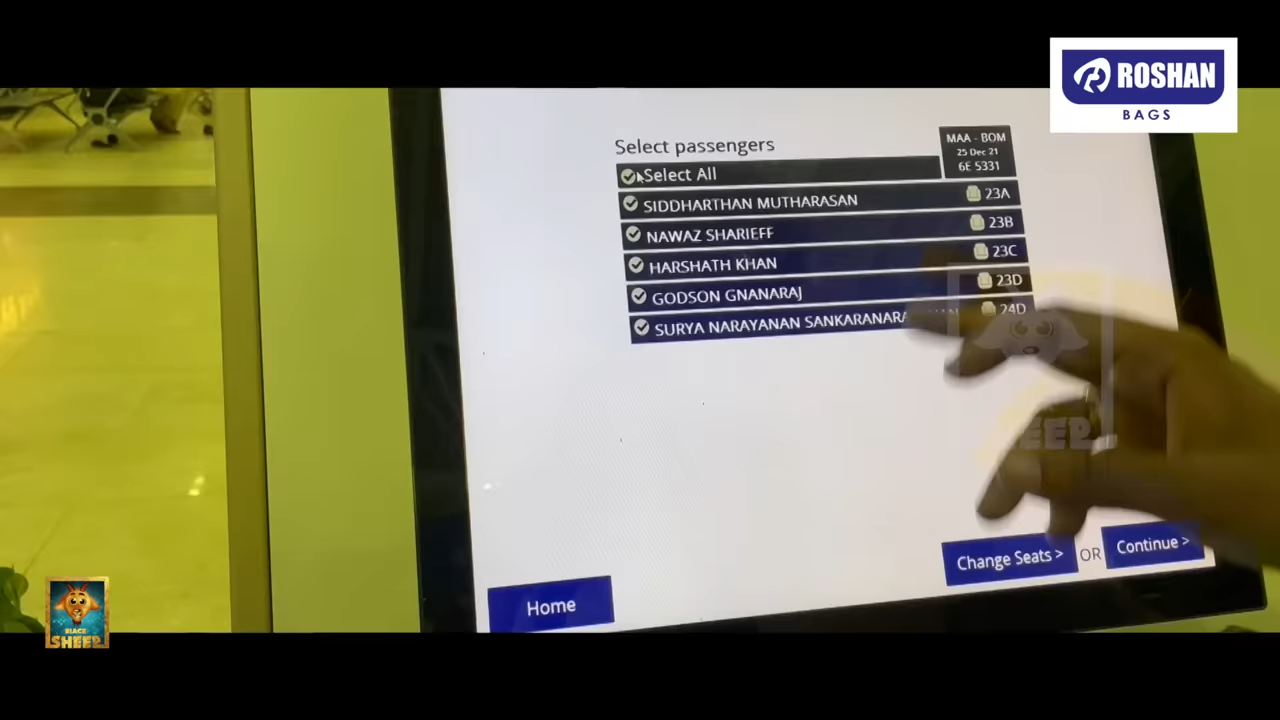 ROSHAN
BAGS
Select passengers
MAA - BOM
25 Dec 21
6E 5331
Select All
SIDDHARTHAN MUTHARASAN 23A
NAWAZ SHARIEFF 23B
HARSHATH KHAN 23C
GODSON GNANARAJ 23D
SURYA NARAYANAN 24D
Change Seats > OR Continue >
Home
BLACK
SHEEP